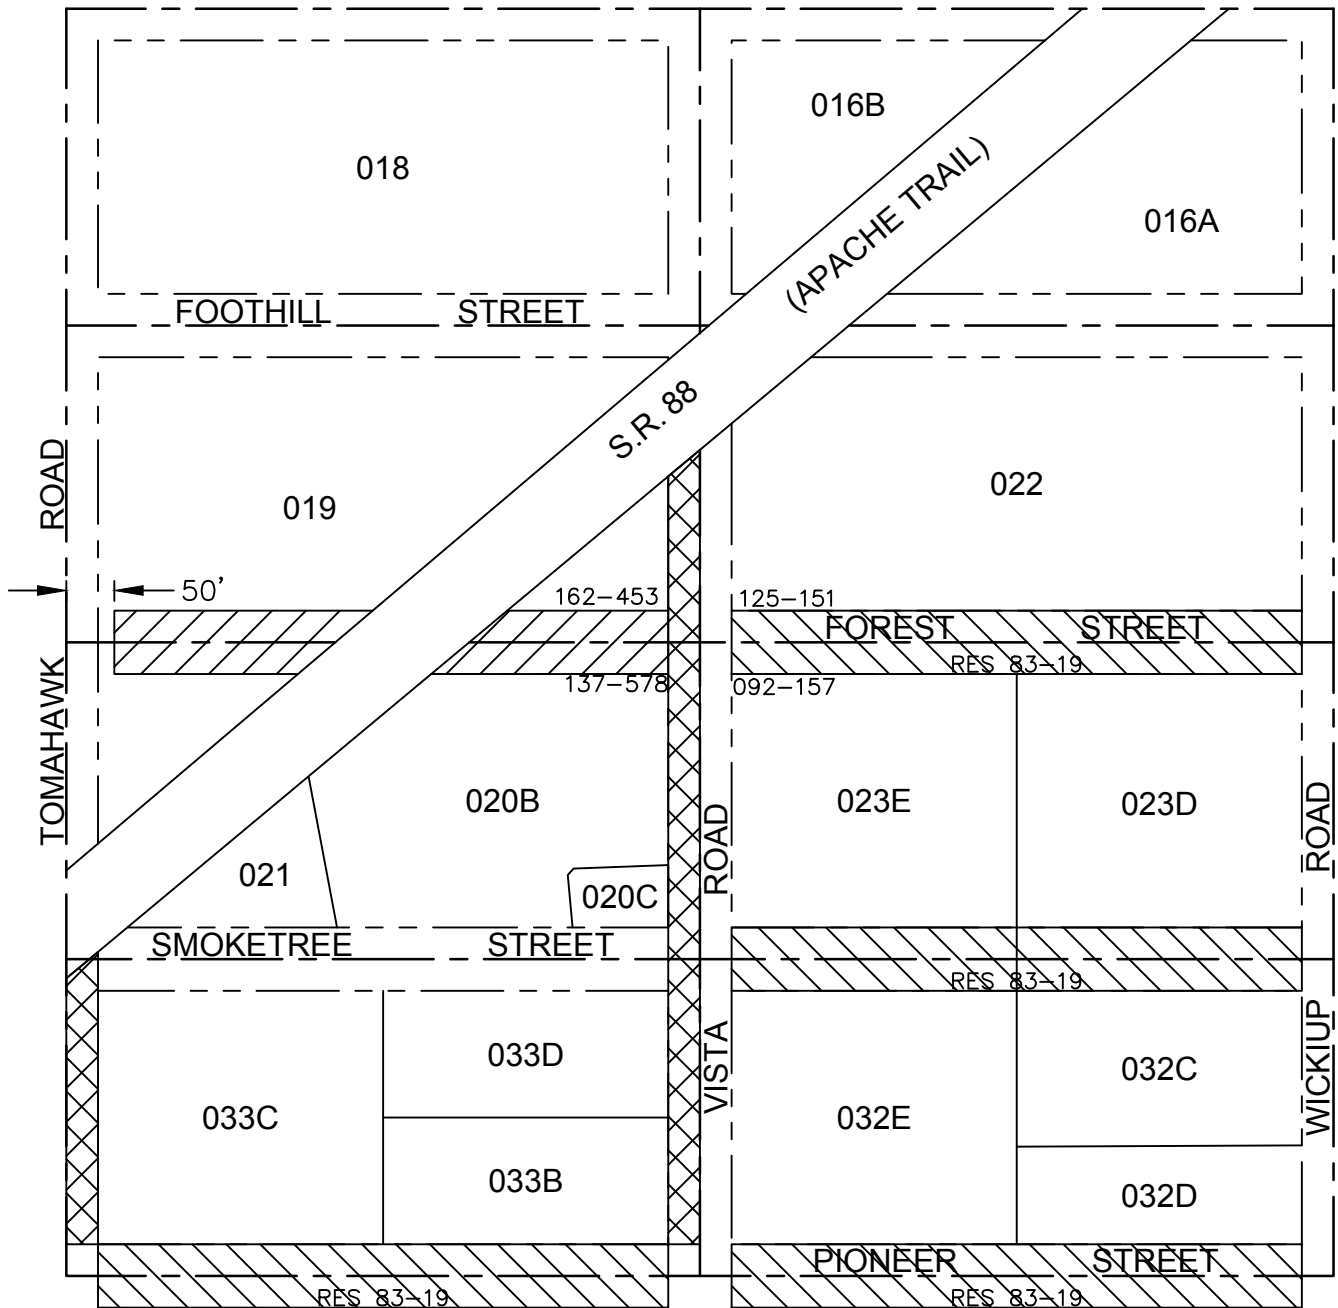 016B
018
(APACHE TRAIL)
016A
FOOTHILL STREET
S.R. 88
ROAD
022
019
50'
162-453
125-151
FOREST STREET
RES 83-19
137-578
092-157
TOMAHAWK
020B
023E
023D
ROAD
ROAD
021
020C
SMOKETREE STREET
RES 83-19
033D
VISTA
032C
WICKIUP
033C
032E
033B
032D
PIONEER STREET
RES 83-19
RES 83-19